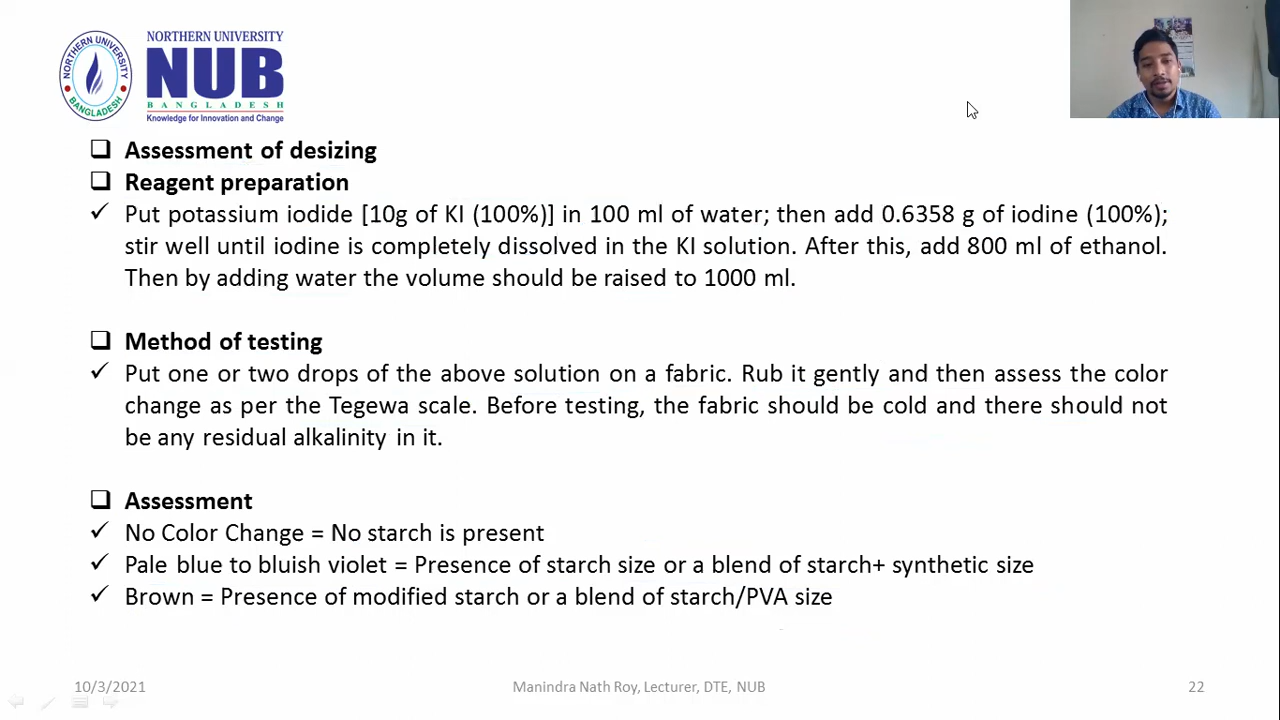 NORTHERN UNIVERSITY
NORTHERN UNIVERSITY
NUB
BANGLADESH
BANGLADESH
Knowledge for Innovation and Change
Assessment of desizing
Reagent preparation
Put potassium iodide [10g of KI (100%)] in 100 ml of water; then add 0.6358 g of iodine (100%);
stir well until iodine is completely dissolved in the KI solution. After this, add 800 ml of ethanol.
Then by adding water the volume should be raised to 1000 ml.
Method of testing
Put one or two drops of the above solution on a fabric. Rub it gently and then assess the color
change as per the Tegewa scale. Before testing, the fabric should be cold and there should not
be any residual alkalinity in it.
Assessment
No Color Change = No starch is present
Pale blue to bluish violet = Presence of starch size or a blend of starch+ synthetic size
Brown = Presence of modified starch or a blend of starch/PVA size
10/3/2021
Manindra Nath Roy, Lecturer, DTE, NUB
22